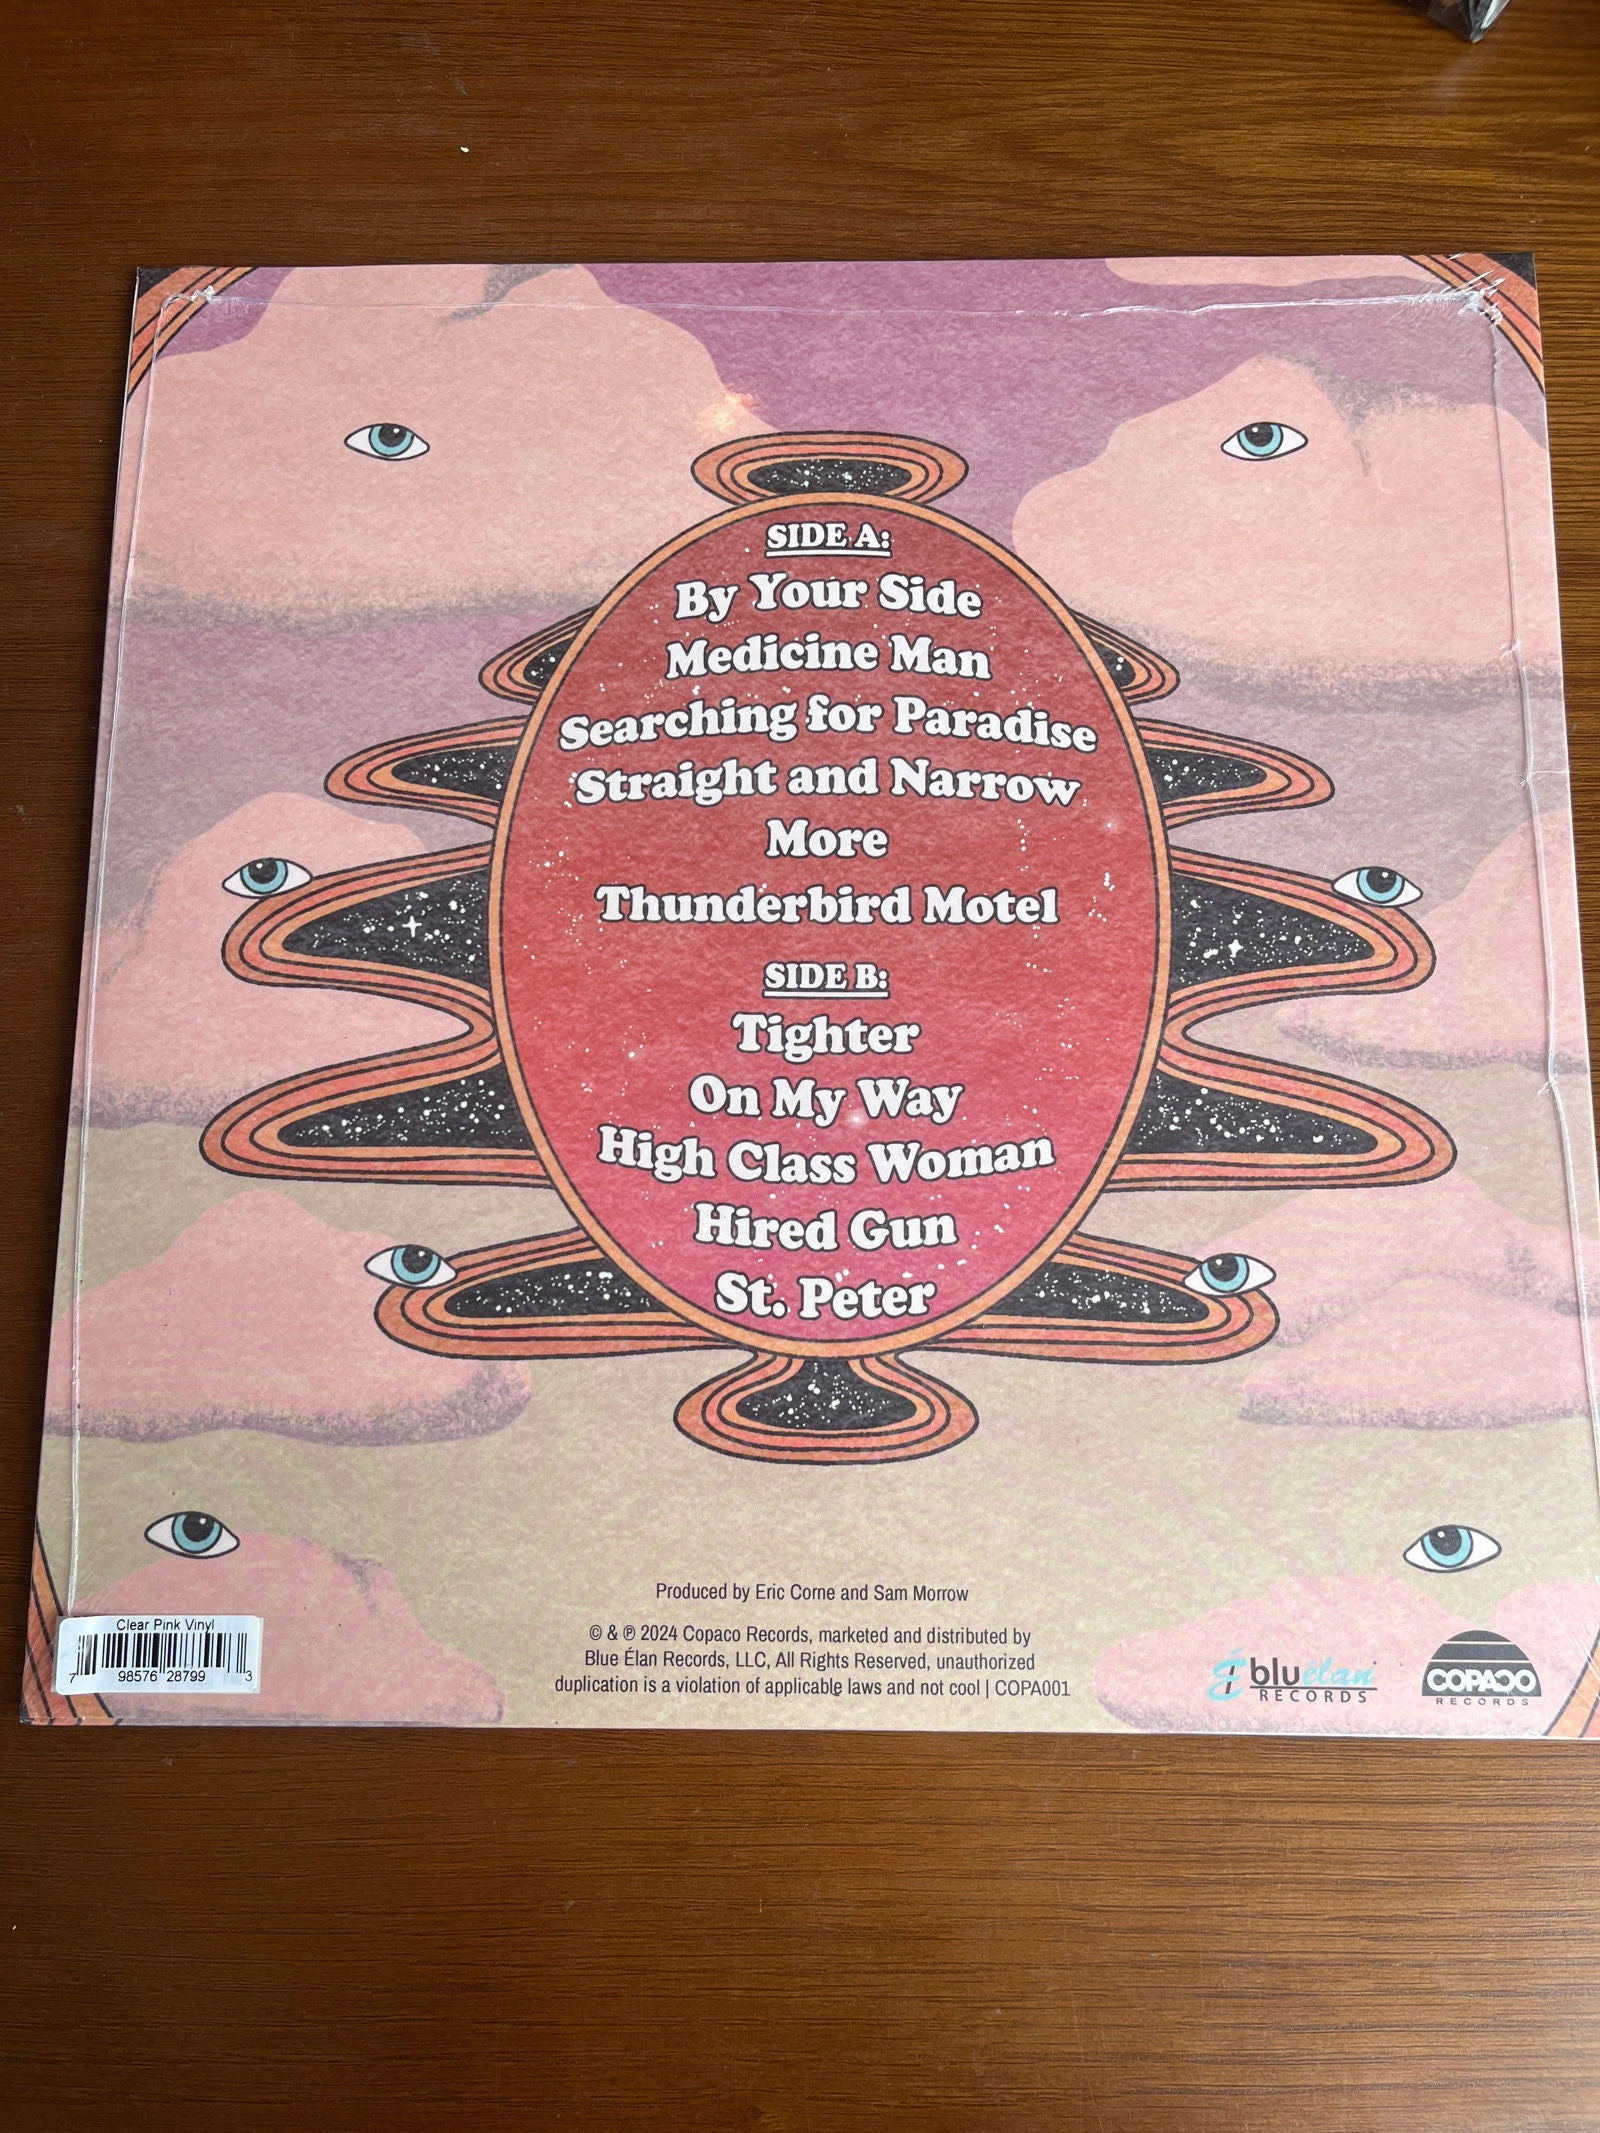 SIDE A:
By Your Side
Medicine Man
Searching for Paradise
Straight and Narrow
More
Thunderbird Motel
SIDE B:
Tighter
On My Way
High Class Woman
Hired Gun
St. Peter
Produced by Eric Corne and Sam Morrow
© & ℗ 2024 Copaco Records, marketed and distributed by
Blue Élan Records, LLC, All Rights Reserved, unauthorized
duplication is a violation of applicable laws and not cool | COPA001
Clear Pink Vinyl
7 98576 28799 3
É bluélan
RECORDS
COPACO
RECORDS